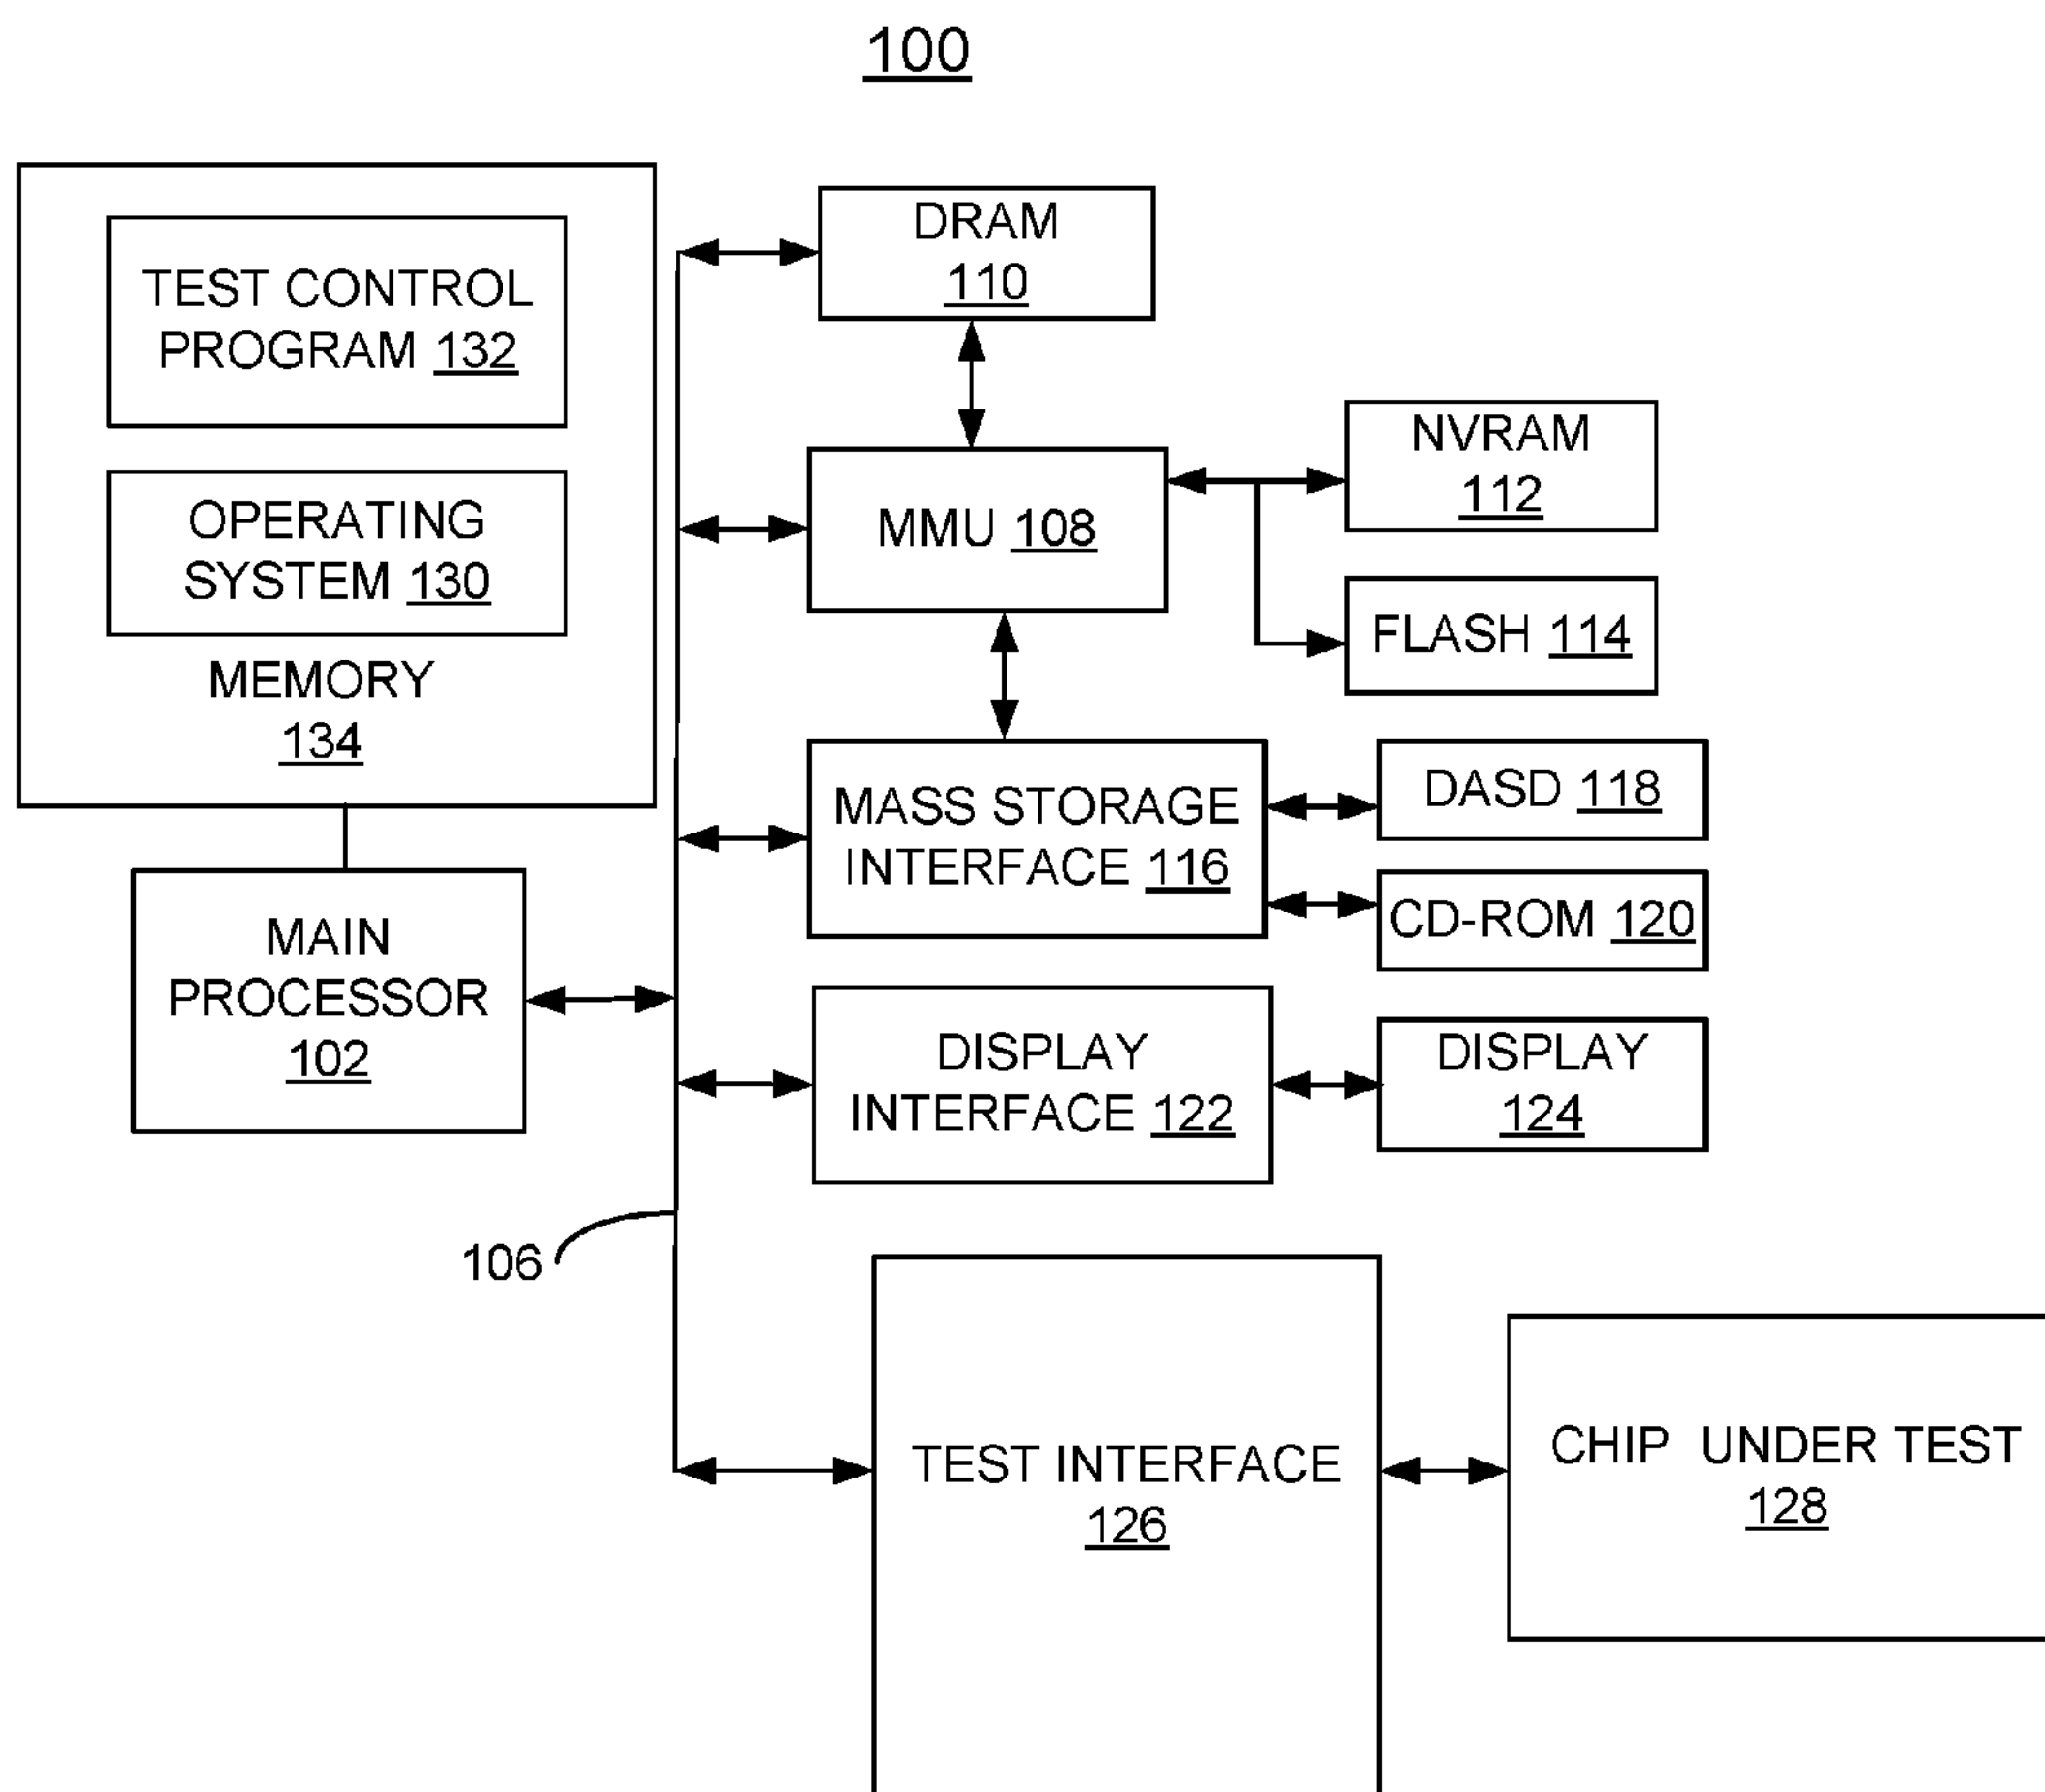 100
TEST CONTROL
PROGRAM 132
OPERATING
SYSTEM 130
MEMORY
134
MAIN
PROCESSOR
102
106
DRAM
110
MMU 108
NVRAM
112
FLASH 114
MASS STORAGE
INTERFACE 116
DASD 118
CD-ROM 120
DISPLAY
INTERFACE 122
DISPLAY
124
TEST INTERFACE
126
CHIP UNDER TEST
128